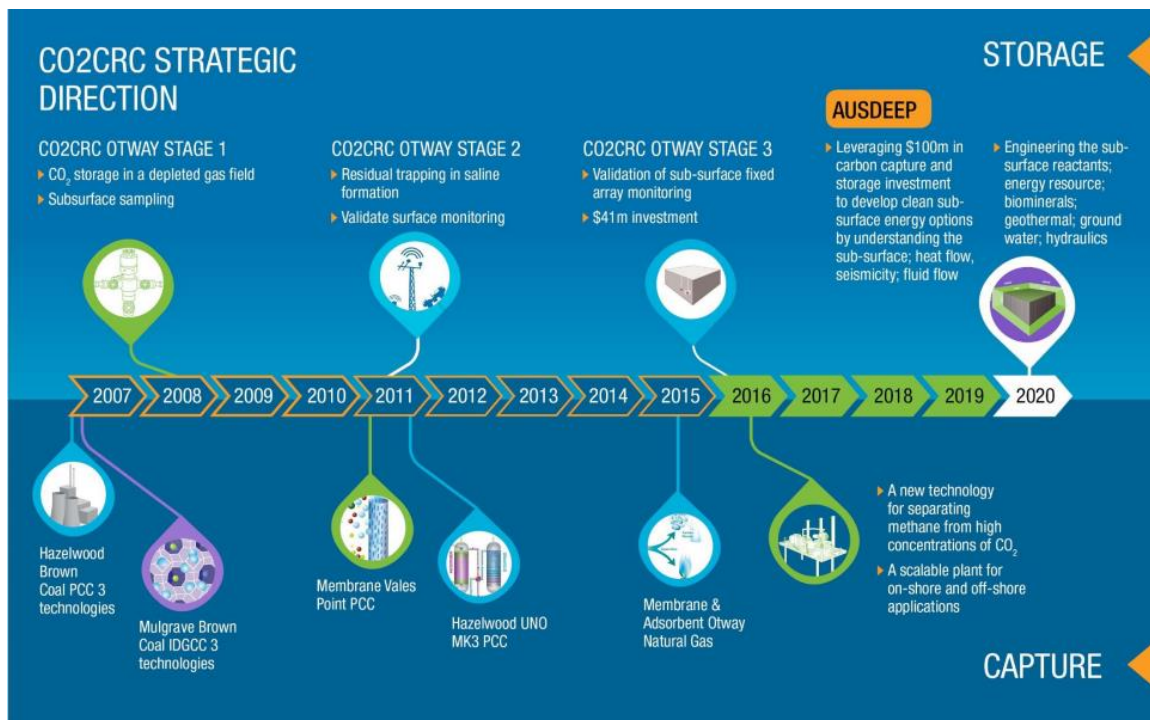 CO2CRC STRATEGIC
DIRECTION
STORAGE
CO2CRC OTWAY STAGE 1
▸ CO₂ storage in a depleted gas field
▸ Subsurface sampling
CO2CRC OTWAY STAGE 2
▸ Residual trapping in saline
formation
▸ Validate surface monitoring
CO2CRC OTWAY STAGE 3
▸ Validation of sub-surface fixed
array monitoring
▸ $41m investment
AUSDEEP
▸ Leveraging $100m in
carbon capture and
storage investment
to develop clean sub-
surface energy options
by understanding the
sub-surface; heat flow,
seismicity; fluid flow
▸ Engineering the sub-
surface reactants;
energy resource;
biominerals;
geothermal; ground
water; hydraulics
2007 2008 2009 2010 2011 2012 2013 2014 2015 2016 2017 2018 2019 2020
Hazelwood
Brown
Coal PCC 3
technologies
Mulgrave Brown
Coal IDGCC 3
technologies
Membrane Vales
Point PCC
Hazelwood UNO
MK3 PCC
Membrane &
Adsorbent Otway
Natural Gas
▸ A new technology
for separating
methane from high
concentrations of CO₂
▸ A scalable plant for
on-shore and off-shore
applications
CAPTURE